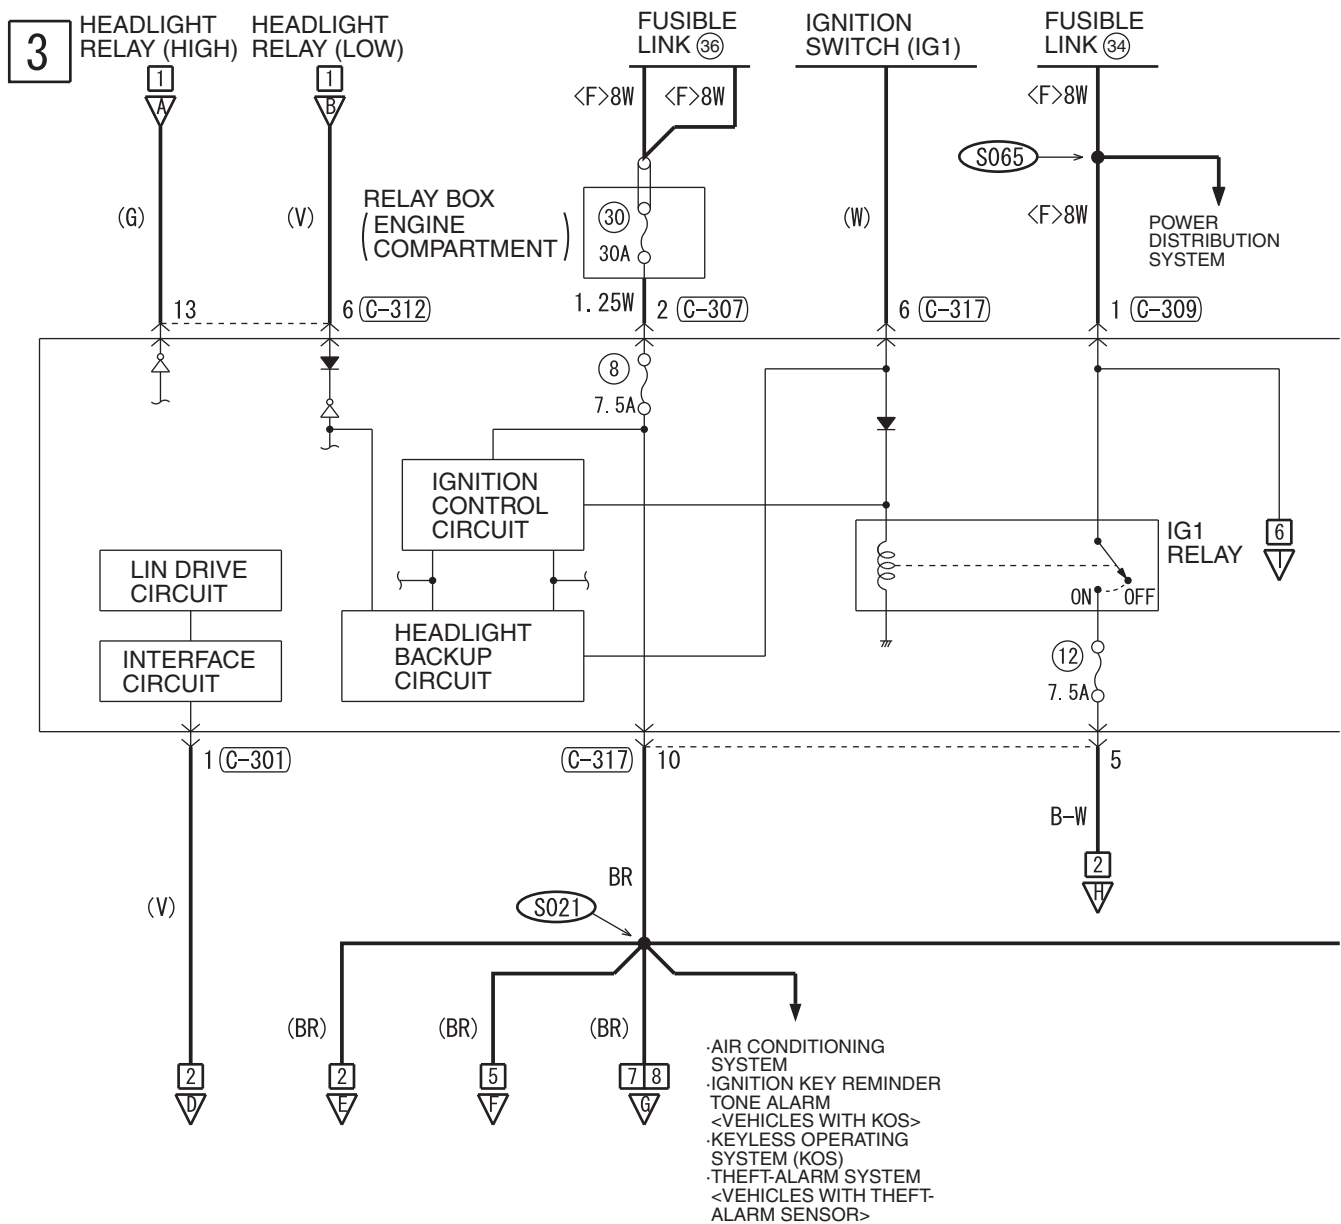 3
HEADLIGHT
RELAY (HIGH)
HEADLIGHT
RELAY (LOW)
FUSIBLE
LINK 36
IGNITION
SWITCH (IG1)
FUSIBLE
LINK 34
1
A
1
B
<F>8W
<F>8W
<F>8W
S065
(G)
(V)
RELAY BOX
(ENGINE
COMPARTMENT)
30
30A
(W)
<F>8W
POWER
DISTRIBUTION
SYSTEM
1.25W
13
6 (C-312)
2 (C-307)
6 (C-317)
1 (C-309)
8
7.5A
IGNITION
CONTROL
CIRCUIT
IG1
RELAY
6
I
LIN DRIVE
CIRCUIT
ON
OFF
HEADLIGHT
BACKUP
CIRCUIT
INTERFACE
CIRCUIT
12
7.5A
1 (C-301)
(C-317) 10
5
B-W
2
H
BR
(V)
S021
(BR)
(BR)
(BR)
2
D
2
E
5
F
7 8
G
·AIR CONDITIONING
SYSTEM
·IGNITION KEY REMINDER
TONE ALARM
<VEHICLES WITH KOS>
·KEYLESS OPERATING
SYSTEM (KOS)
·THEFT-ALARM SYSTEM
<VEHICLES WITH THEFT-
ALARM SENSOR>